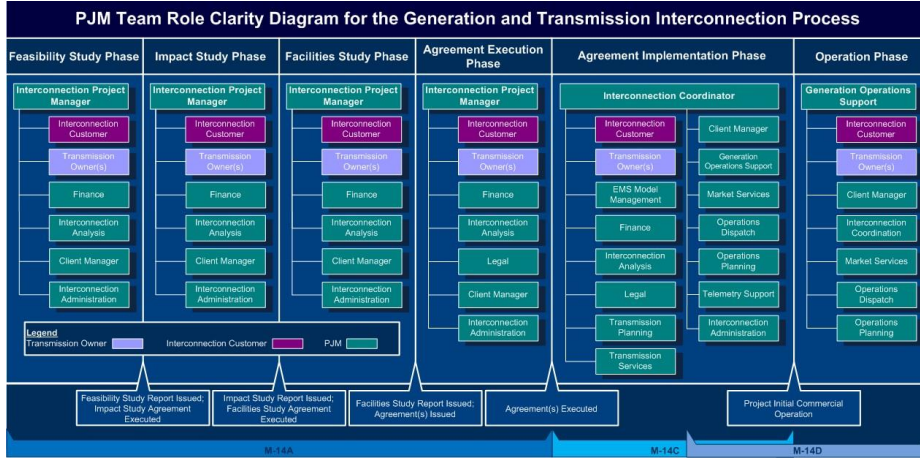 PJM Team Role Clarity Diagram for the Generation and Transmission Interconnection Process
Feasibility Study Phase
Interconnection Project
Manager
Interconnection
Customer
Transmission
Owner(s)
Finance
Interconnection
Analysis
Client Manager
Interconnection
Administration
Impact Study Phase
Interconnection Project
Manager
Interconnection
Customer
Transmission
Owner(s)
Finance
Interconnection
Analysis
Client Manager
Interconnection
Administration
Facilities Study Phase
Interconnection Project
Manager
Interconnection
Customer
Transmission
Owner(s)
Finance
Interconnection
Analysis
Client Manager
Interconnection
Administration
Agreement Execution
Phase
Interconnection Project
Manager
Interconnection
Customer
Transmission
Owner(s)
Finance
Interconnection
Analysis
Legal
Client Manager
Interconnection
Administration
Agreement Implementation Phase
Interconnection Coordinator
Interconnection
Customer
Transmission
Owner(s)
EMS Model
Management
Finance
Interconnection
Analysis
Legal
Transmission
Planning
Transmission
Services
Client Manager
Generation
Operations Support
Market Services
Operations
Dispatch
Operations
Planning
Telemetry Support
Interconnection
Administration
Operation Phase
Generation Operations
Support
Interconnection
Customer
Transmission
Owner(s)
Client Manager
Interconnection
Coordination
Market Services
Operations
Dispatch
Operations
Planning
Legend
Transmission Owner
Interconnection Customer
PJM
Feasibility Study Report Issued;
Impact Study Agreement
Executed
Impact Study Report Issued;
Facilities Study Agreement
Executed
Facilities Study Report Issued;
Agreement(s) Issued
Agreement(s) Executed
Project Initial Commercial
Operation
M-14A
M-14C
M-14D